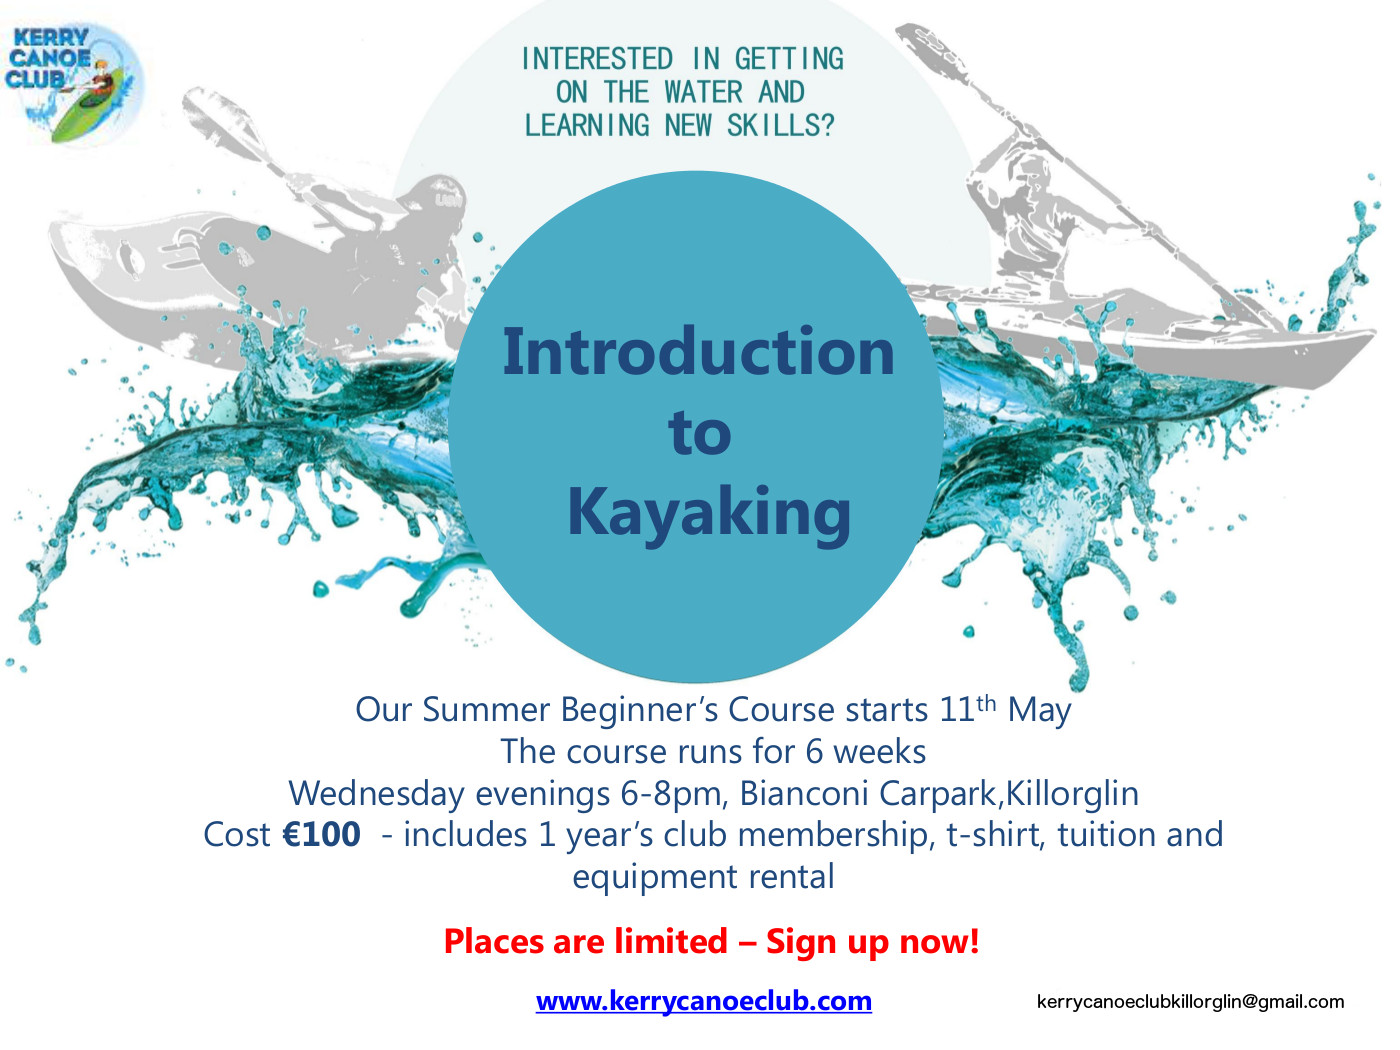 KERRY
CANOE
CLUB
INTERESTED IN GETTING
ON THE WATER AND
LEARNING NEW SKILLS?
Introduction
to
Kayaking
Our Summer Beginner’s Course starts 11th May
The course runs for 6 weeks
Wednesday evenings 6-8pm, Bianconi Carpark,Killorglin
Cost €100 - includes 1 year’s club membership, t-shirt, tuition and
equipment rental
Places are limited – Sign up now!
www.kerrycanoeclub.com
kerrycanoeclubkillorglin@gmail.com